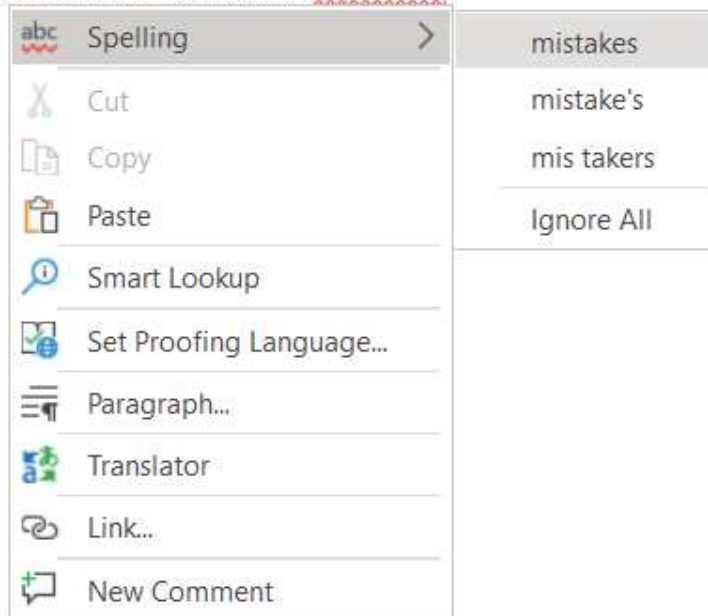 abc Spelling
Cut
Copy
Paste
Smart Lookup
Set Proofing Language...
Paragraph...
Translator
Link...
New Comment
mistakes
mistake's
mis takers
Ignore All